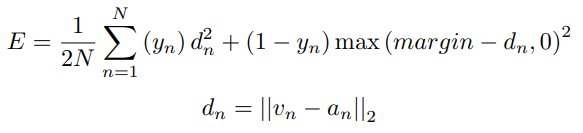 E = \frac{1}{2N} \sum_{n=1}^{N} (y_n) d_n^2 + (1 - y_n) \max (margin - d_n, 0)^2
d_n = ||v_n - a_n||_2